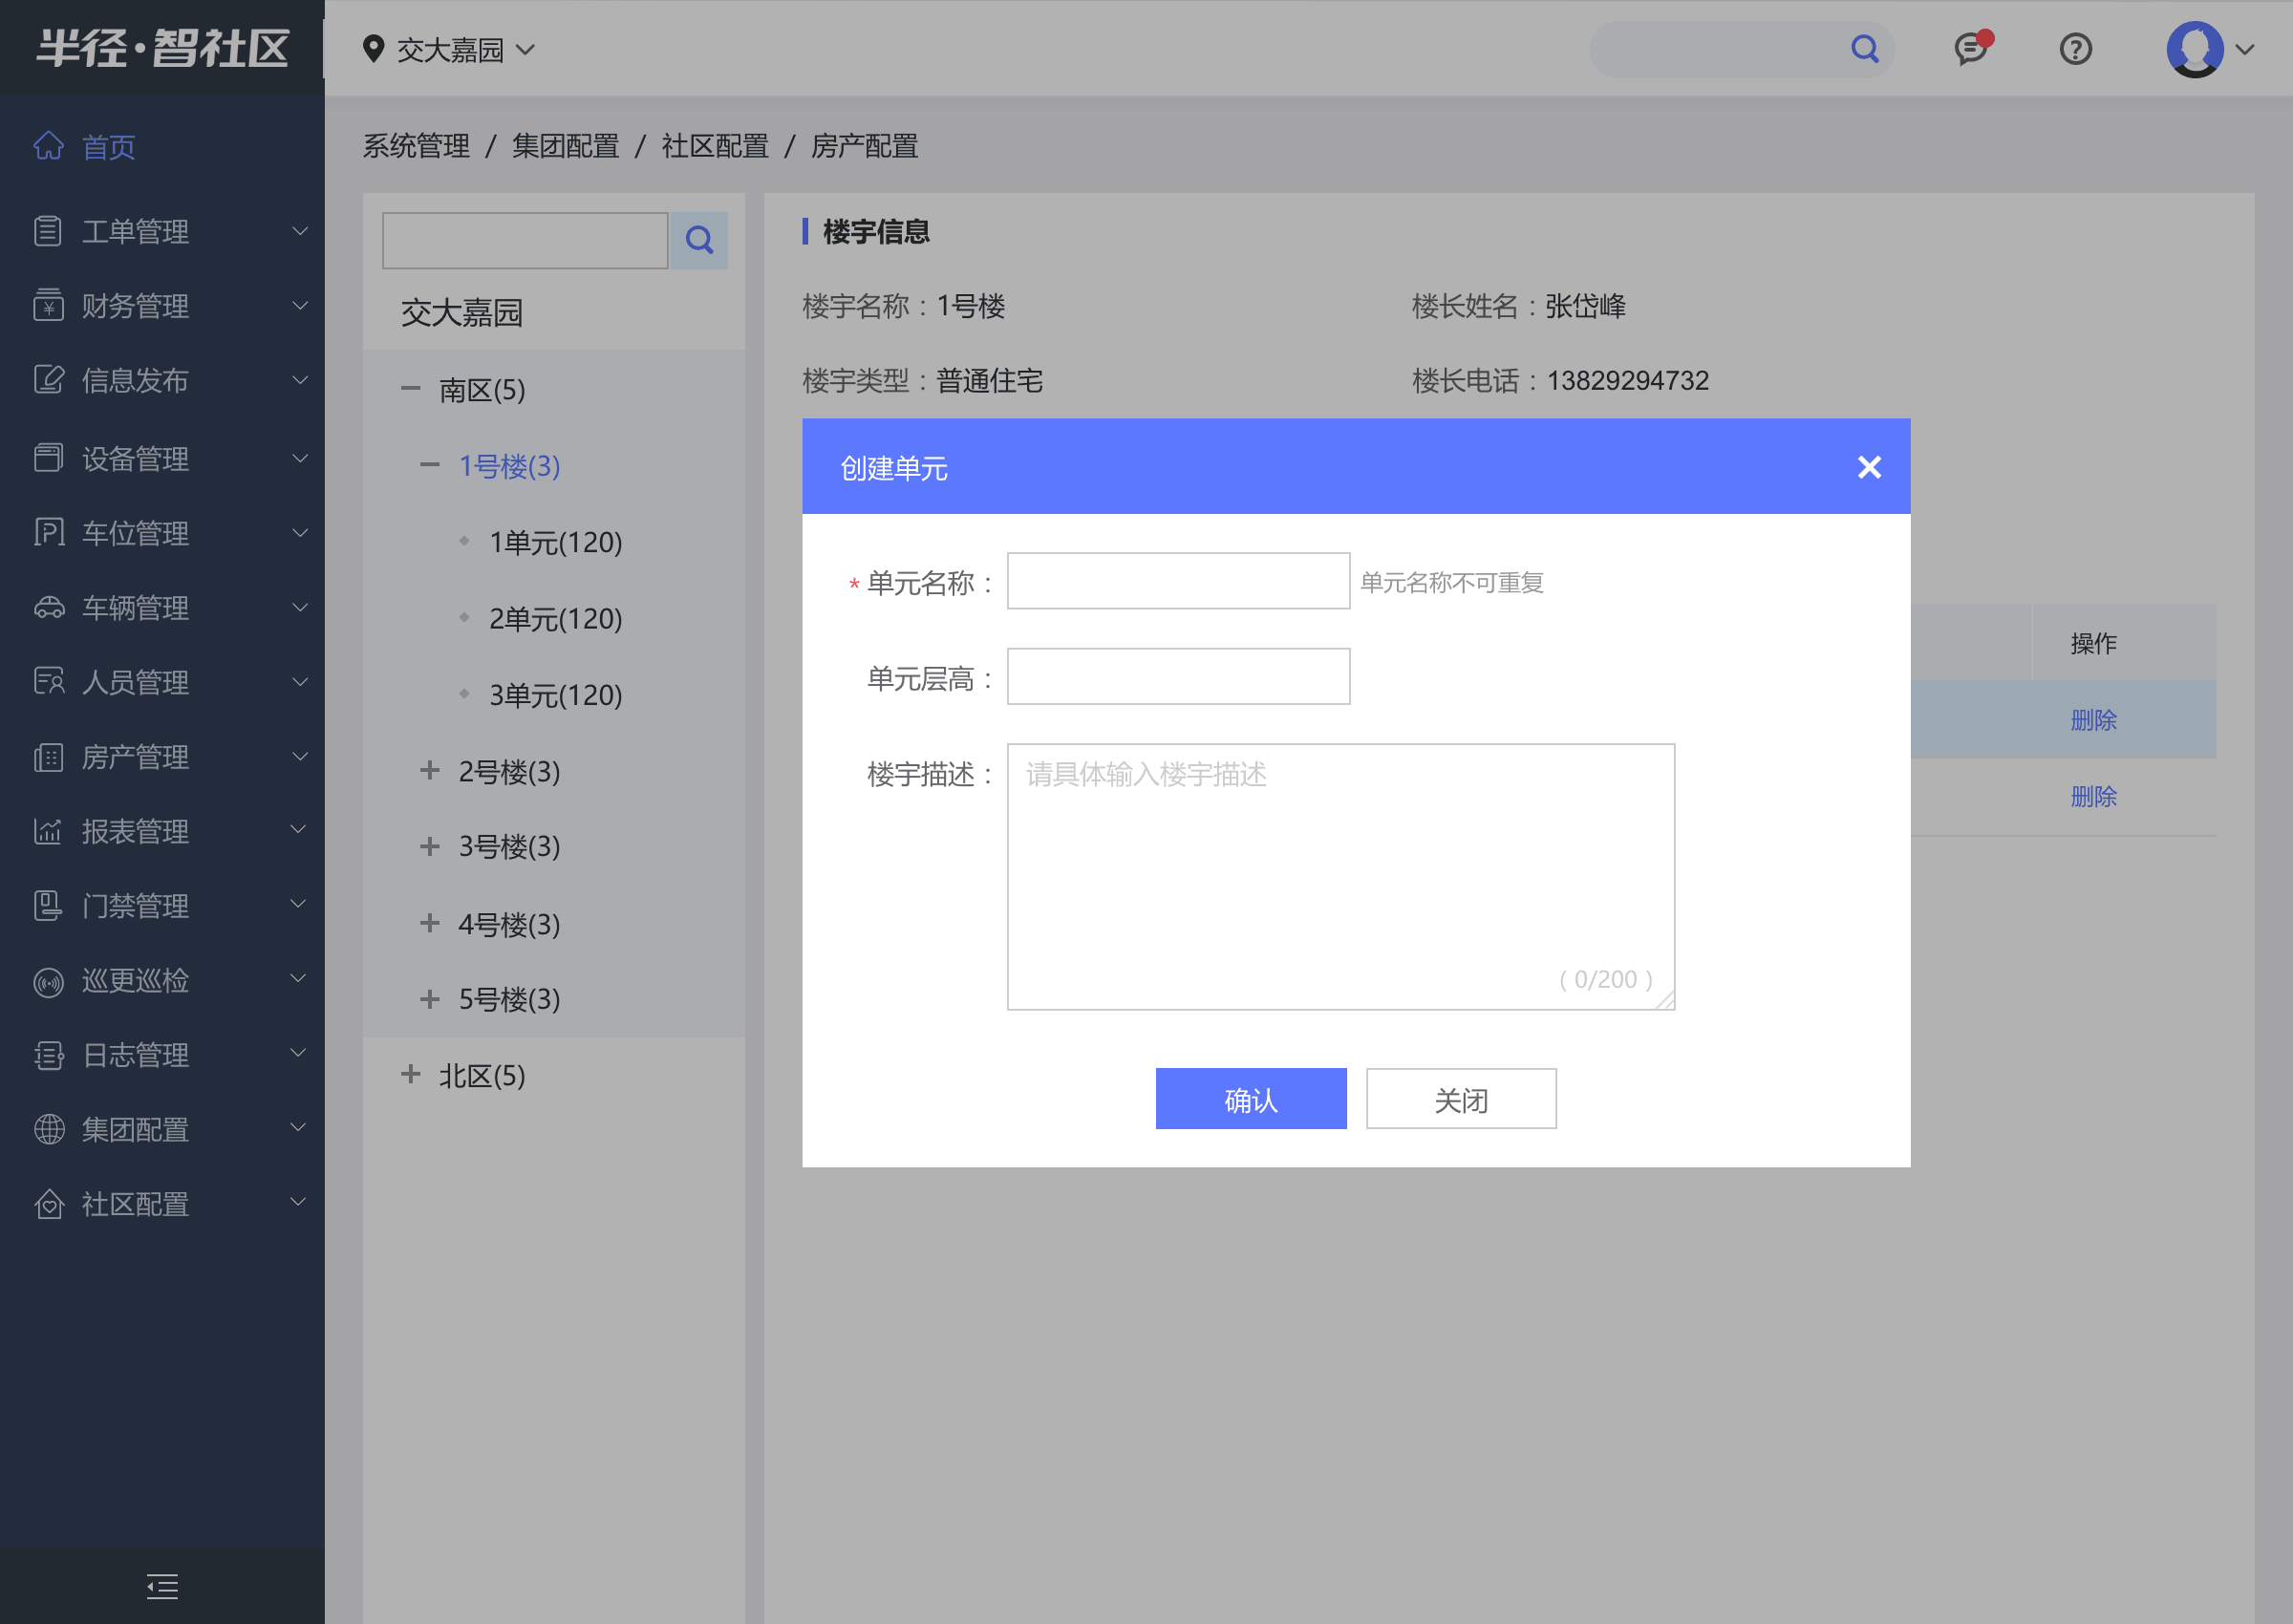 半径·智社区
交大嘉园
首页
工单管理
财务管理
信息发布
设备管理
车位管理
车辆管理
人员管理
房产管理
报表管理
门禁管理
巡更巡检
日志管理
集团配置
社区配置
系统管理 / 集团配置 / 社区配置 / 房产配置
交大嘉园
南区(5)
1号楼(3)
1单元(120)
2单元(120)
3单元(120)
2号楼(3)
3号楼(3)
4号楼(3)
5号楼(3)
北区(5)
楼宇信息
楼宇名称：1号楼
楼长姓名：张岱峰
楼宇类型：普通住宅
楼长电话：13829294732
创建单元
* 单元名称：
单元名称不可重复
单元层高：
楼宇描述：
请具体输入楼宇描述
( 0/200 )
确认
关闭
操作
删除
删除